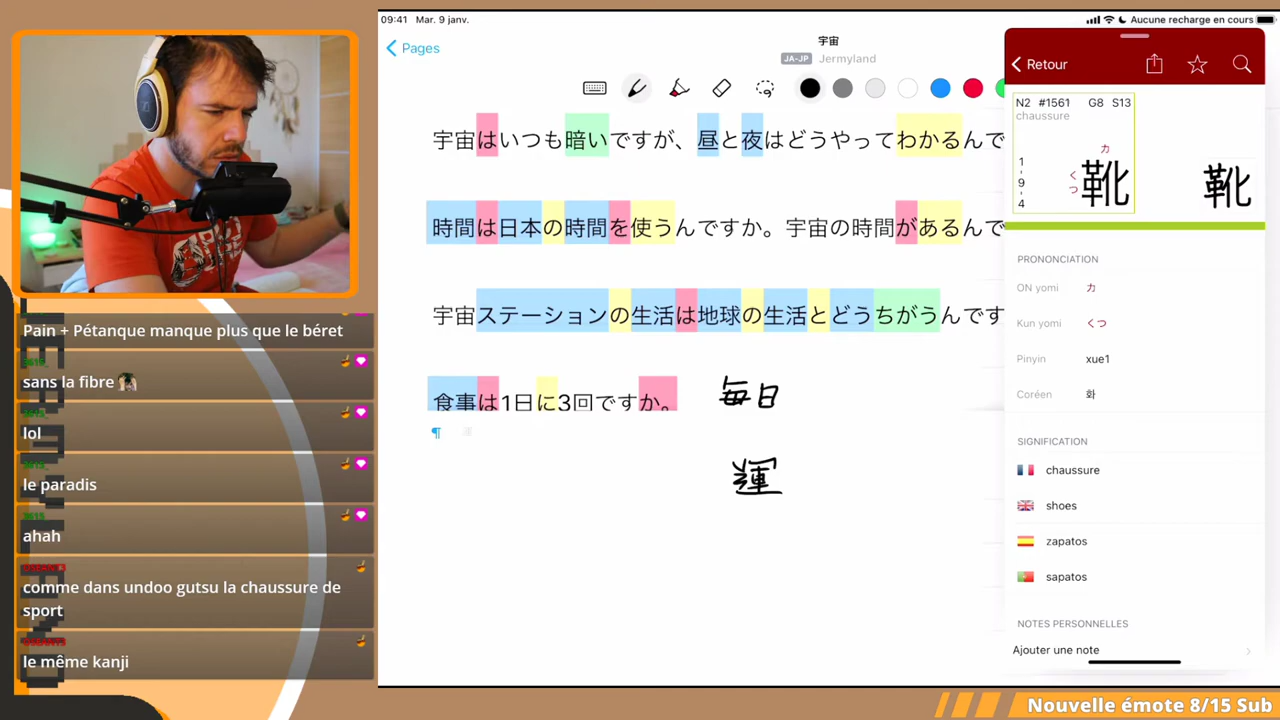 09:41 Mar. 9 janv.
Aucune recharge en cours
Pages
宇宙
JA-JP Jermyland
宇宙はいつも暗いですが、昼と夜はどうやってわかるんで
時間は日本の時間を使うんですか。宇宙の時間があるんで
宇宙ステーションの生活は地球の生活とどうちがうんです
食事は1日に3回ですか。
毎日
運
Retour
N2 #1561 G8 S13
chaussure
カ
1-9-4
くつ
靴
靴
PRONONCIATION
ON yomi カ
Kun yomi くつ
Pinyin xue1
Coréen 화
SIGNIFICATION
chaussure
shoes
zapatos
sapatos
NOTES PERSONNELLES
Ajouter une note
Pain + Pétanque manque plus que le béret
sans la fibre
lol
le paradis
ahah
comme dans undoo gutsu la chaussure de
sport
le même kanji
Nouvelle émote 8/15 Sub